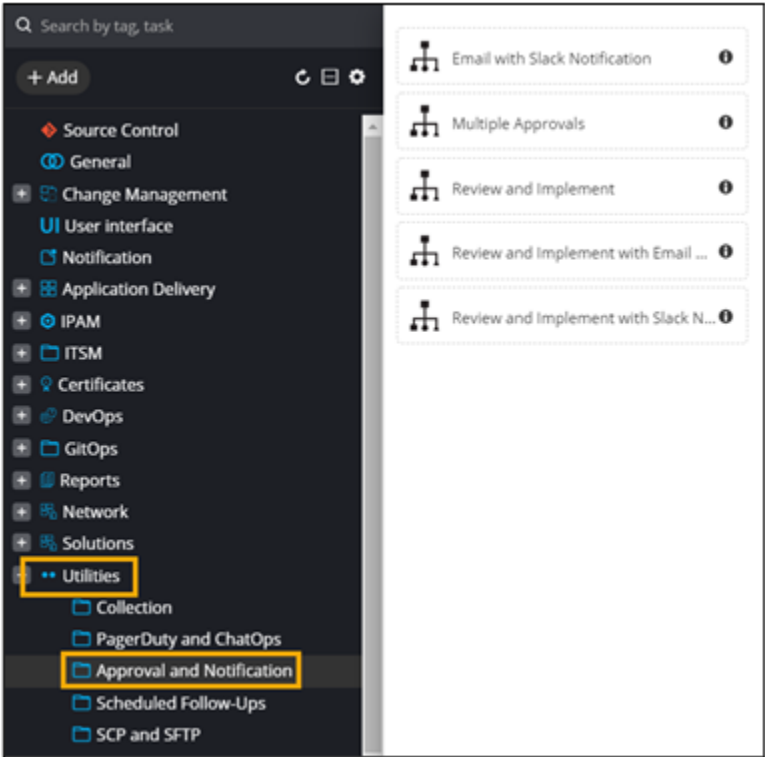 Search by tag, task
+ Add
Source Control
General
Change Management
UI User interface
Notification
Application Delivery
IPAM
ITSM
Certificates
DevOps
GitOps
Reports
Network
Solutions
Utilities
Collection
PagerDuty and ChatOps
Approval and Notification
Scheduled Follow-Ups
SCP and SFTP
Email with Slack Notification
Multiple Approvals
Review and Implement
Review and Implement with Email ...
Review and Implement with Slack N...